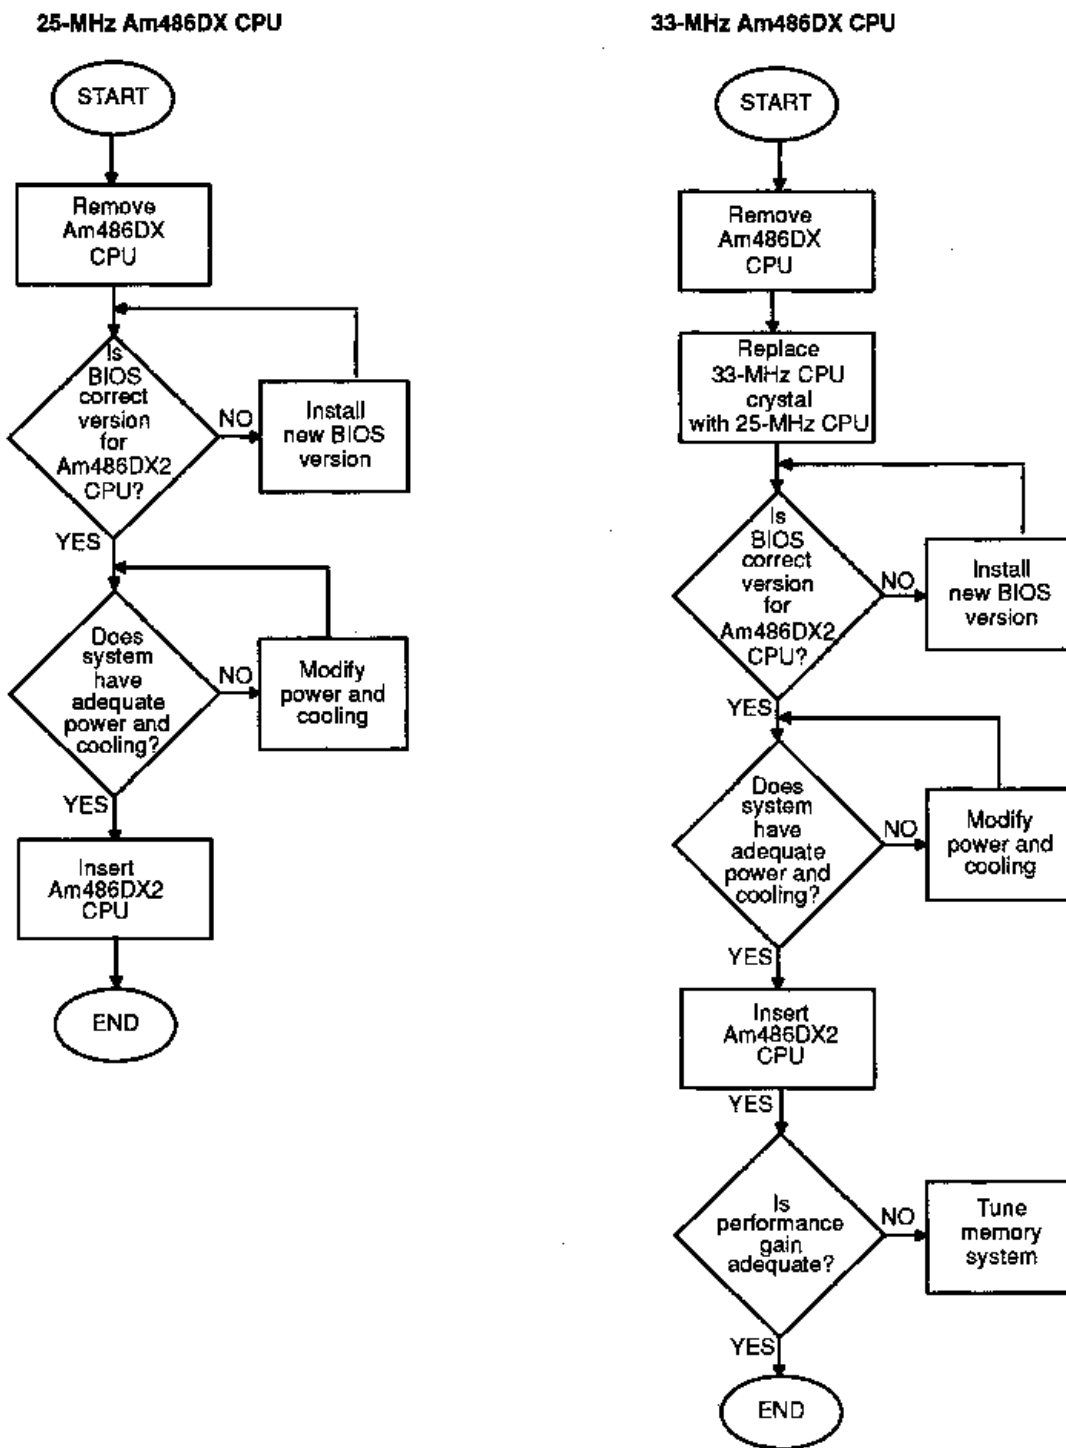 25-MHz Am486DX CPU
START
Remove
Am486DX
CPU
Is
BIOS
correct
version
for
Am486DX2
CPU?
NO
Install
new BIOS
version
YES
Does
system
have
adequate
power and
cooling?
NO
Modify
power and
cooling
YES
Insert
Am486DX2
CPU
END
33-MHz Am486DX CPU
START
Remove
Am486DX
CPU
Replace
33-MHz CPU
crystal
with 25-MHz CPU
Is
BIOS
correct
version
for
Am486DX2
CPU?
NO
Install
new BIOS
version
YES
Does
system
have
adequate
power and
cooling?
NO
Modify
power and
cooling
YES
Insert
Am486DX2
CPU
YES
Is
performance
gain
adequate?
NO
Tune
memory
system
YES
END